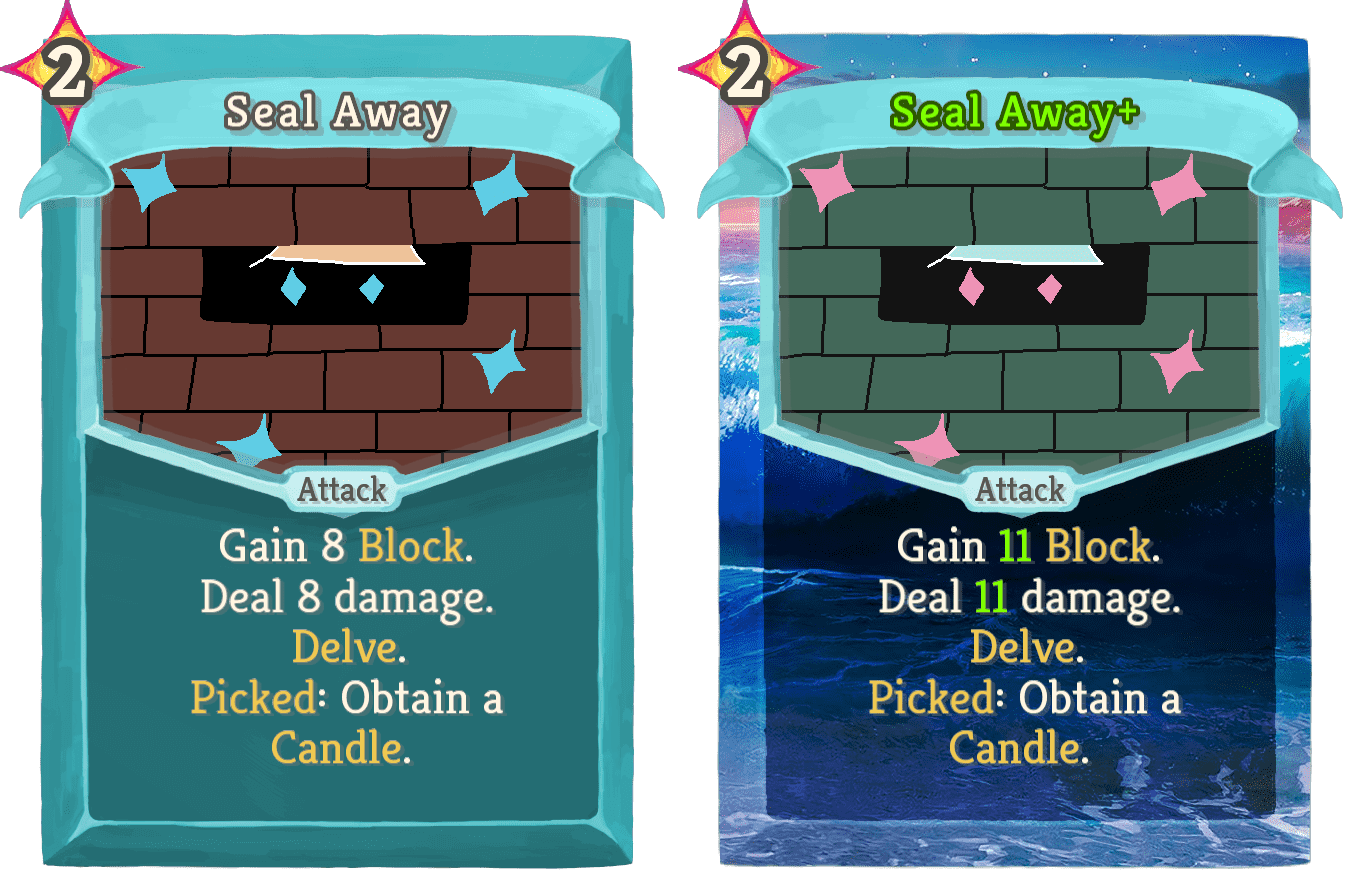 2
Seal Away
Attack
Gain 8 Block.
Deal 8 damage.
Delve.
Picked: Obtain a
Candle.
2
Seal Away+
Attack
Gain 11 Block.
Deal 11 damage.
Delve.
Picked: Obtain a
Candle.